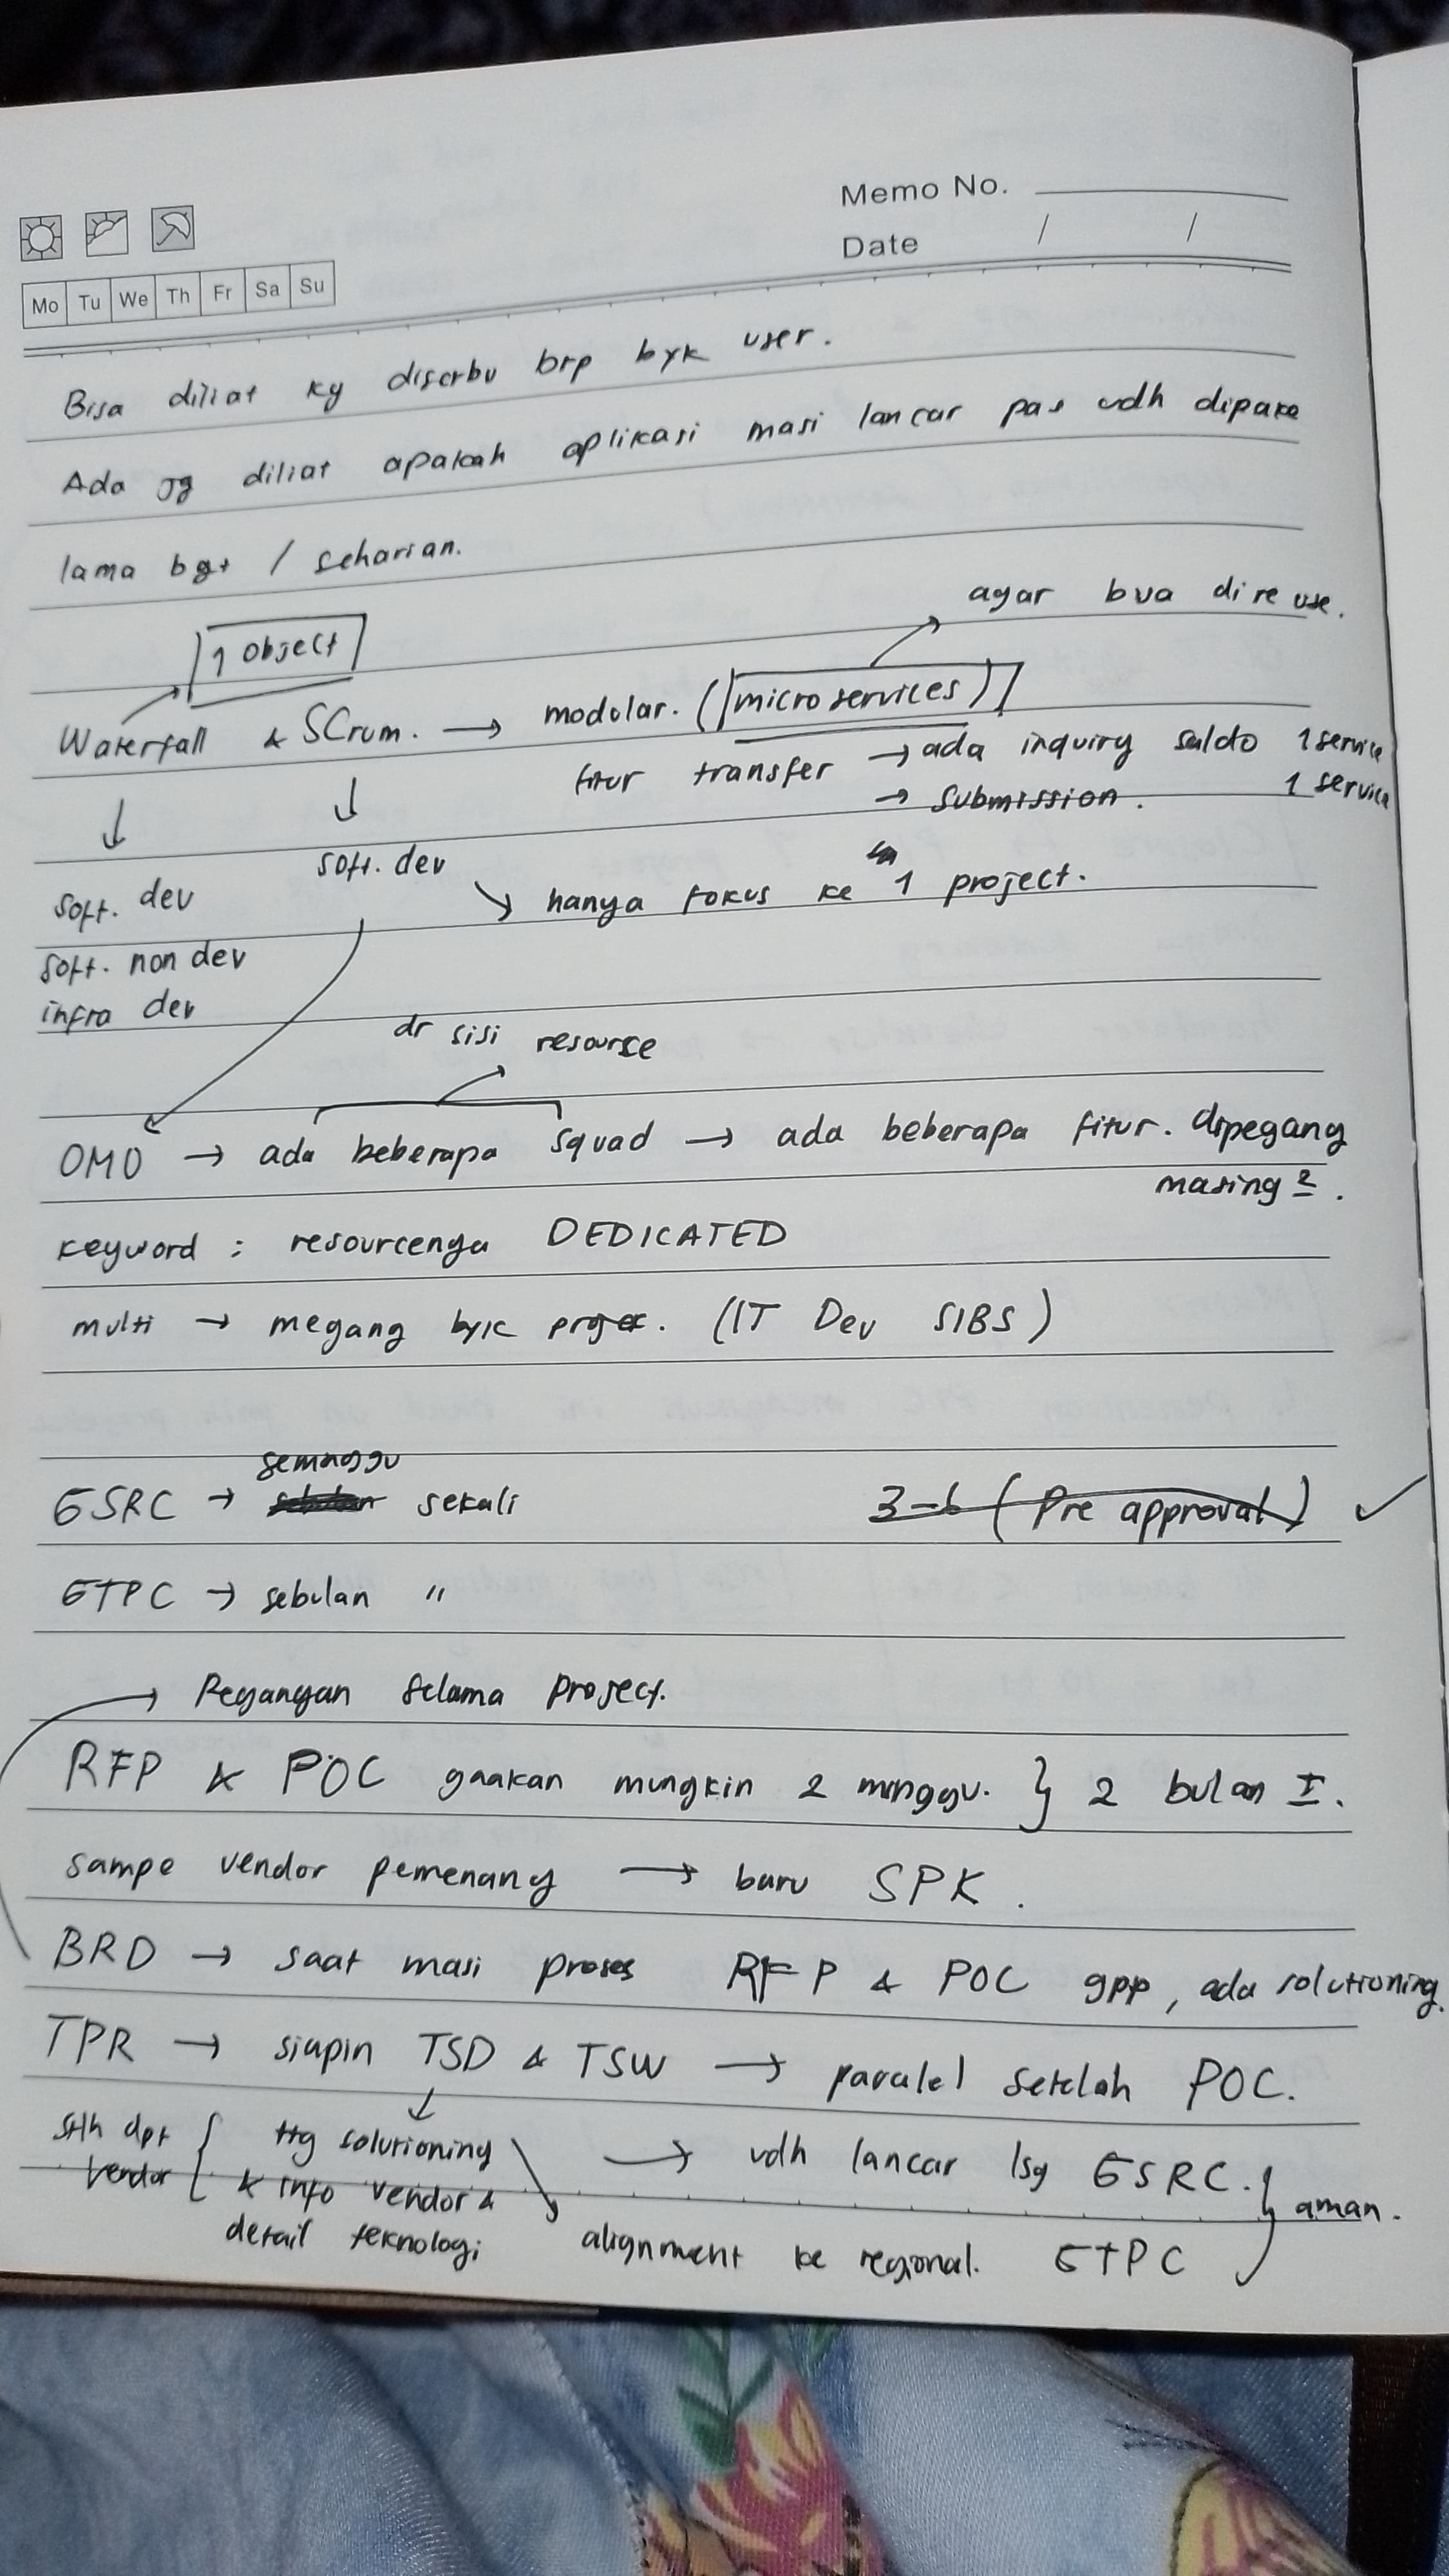 Memo No.
Date / /
Mo Tu We Th Fr Sa Su
Bisa diliat ky diserbu brp byk user.
Ada jg diliat apakah aplikasi masi lancar pas udh dipake
lama bgt / seharian.
agar bua di re use.
1 object
Waterfall & SCrum. → modular. (microservices)
fitur transfer → ada inquiry saldo 1 service
→ submission. 1 service
↓ ↓
soft. dev
soft. dev
↘ hanya fokus ke 1 project.
soft. non dev
infra dev
dr sisi resource
OMO → ada beberapa squad → ada beberapa fitur. dipegang
masing 2.
keyword : resourcenya DEDICATED
multi → megang byk (IT Dev SIBS)
seminggu
GSRC → sebulan sekali 3-6 (Pre approval) ✓
GTPC → sebulan "
→ Pegangan selama project.
RFP & POC gaakan mungkin 2 minggu. } 2 bulan I.
sampe vendor pemenang → baru SPK.
BRD → saat masi proses RFP & POC gpp, ada solutioning.
TPR → siapin TSD & TSW → paralel setelah POC.
↓
stlh dpt vendor { ttg solutioning
& info vendor &
detail teknologi
→ udh lancar lsg GSRC. } aman.
alignment ke regional. GTPC